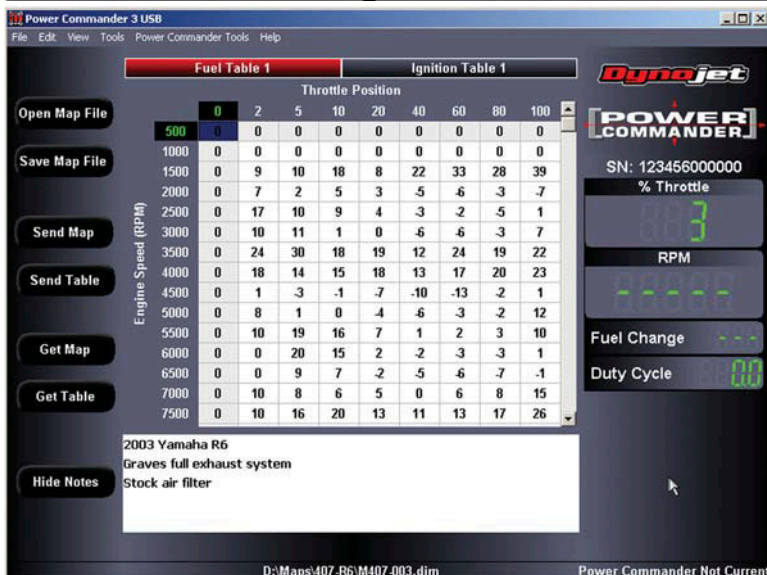 Power Commander 3 USB
File Edit View Tools Power Commander Tools Help
Fuel Table 1 Ignition Table 1
Throttle Position
0 2 5 10 20 40 60 80 100
Engine Speed (RPM)
500 0 0 0 0 0 0 0 0 0
1000 0 0 0 0 0 0 0 0 0
1500 0 9 10 18 8 22 33 28 39
2000 0 7 2 5 3 -5 -6 -3 -7
2500 0 17 10 9 4 -3 -2 -5 1
3000 0 10 11 1 0 -6 -6 -3 7
3500 0 24 30 18 19 12 24 19 22
4000 0 18 14 15 18 13 17 20 23
4500 0 1 -3 -1 -7 -10 -13 -2 1
5000 0 8 1 0 -4 -6 -3 -2 12
5500 0 10 19 16 7 1 2 3 10
6000 0 0 20 15 2 -2 -3 -3 1
6500 0 0 9 7 -2 -5 -6 -7 -1
7000 0 10 8 6 5 0 6 8 15
7500 0 10 16 20 13 11 13 17 26
Open Map File
Save Map File
Send Map
Send Table
Get Map
Get Table
Hide Notes
2003 Yamaha R6
Graves full exhaust system
Stock air filter
Dynojet
POWER
COMMANDER
SN: 123456000000
% Throttle
3
RPM
- - - - -
Fuel Change - - -
Duty Cycle 0.0
D:\Maps\407-R6\M407-003.djm
Power Commander Not Current